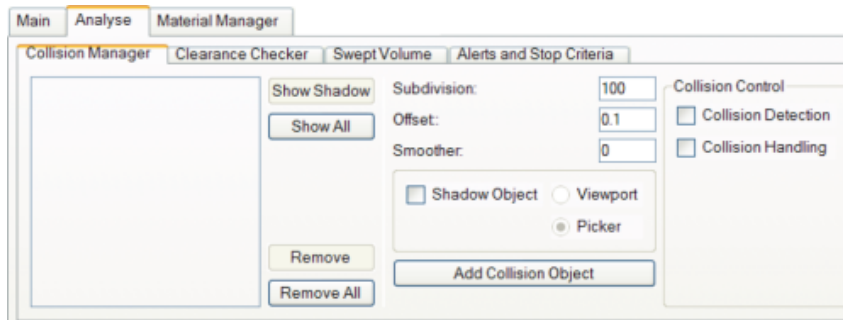 Main Analyse Material Manager
Collision Manager Clearance Checker Swept Volume Alerts and Stop Criteria
Show Shadow
Show All
Remove
Remove All
Subdivision: 100
Offset:: 0.1
Smoother: 0
Shadow Object Viewport
Picker
Add Collision Object
Collision Control
Collision Detection
Collision Handling